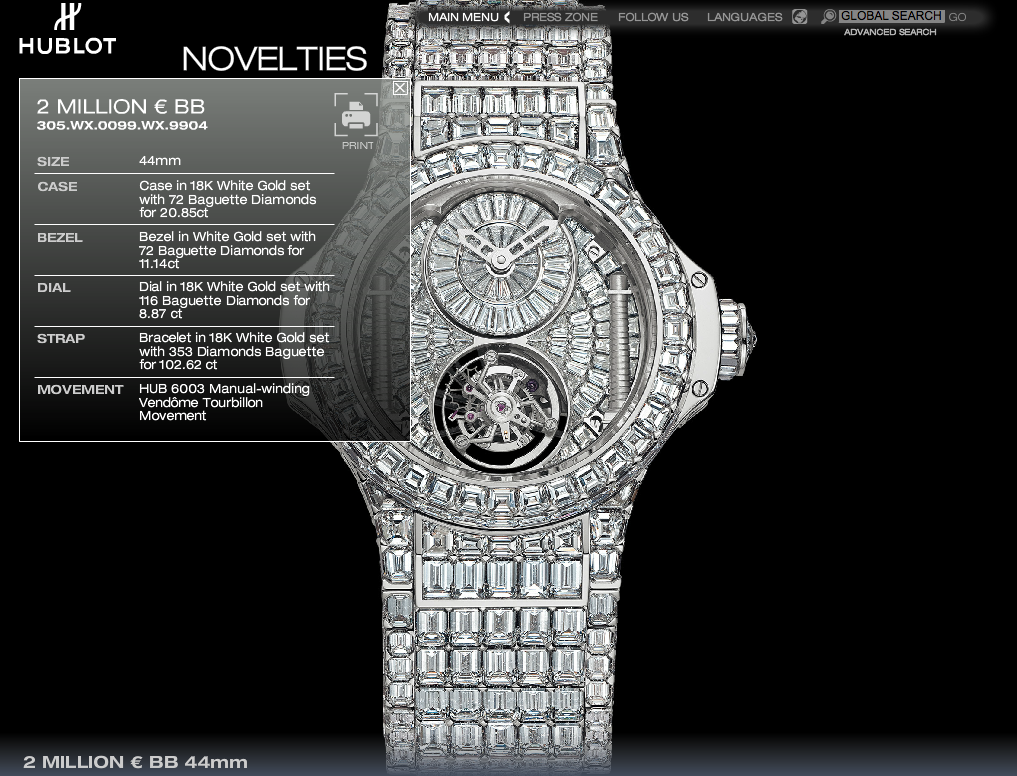 HUBLOT
MAIN MENU PRESS ZONE FOLLOW US LANGUAGES GLOBAL SEARCH GO
ADVANCED SEARCH
NOVELTIES
2 MILLION € BB
305.WX.0099.WX.9904
PRINT
SIZE 44mm
CASE Case in 18K White Gold set
with 72 Baguette Diamonds
for 20.85ct
BEZEL Bezel in White Gold set with
72 Baguette Diamonds for
11.14ct
DIAL Dial in 18K White Gold set with
116 Baguette Diamonds for
8.87 ct
STRAP Bracelet in 18K White Gold set
with 353 Diamonds Baguette
for 102.62 ct
MOVEMENT HUB 6003 Manual-winding
Vendôme Tourbillon
Movement
2 MILLION € BB 44mm